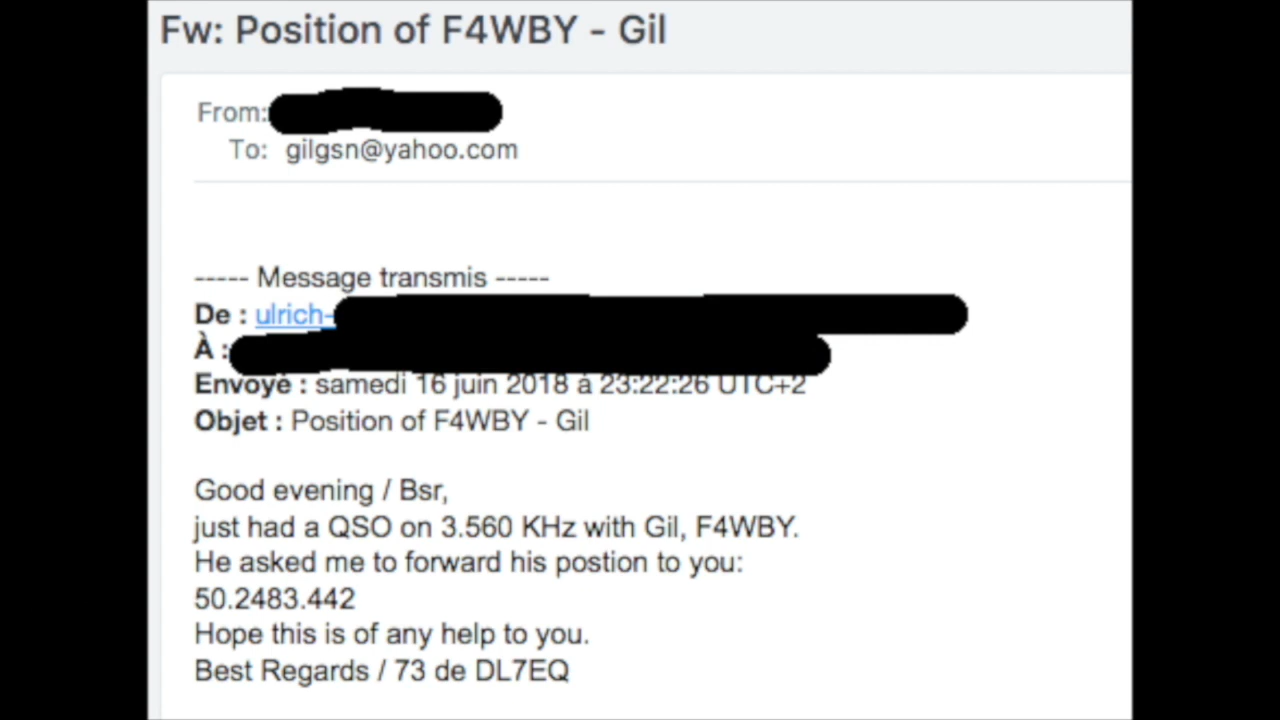 Fw: Position of F4WBY - Gil
From:
To: gilgsn@yahoo.com
----- Message transmis -----
De : ulrich-
À :
Envoyé : samedi 16 juin 2018 à 23:22:26 UTC+2
Objet : Position of F4WBY - Gil
Good evening / Bsr,
just had a QSO on 3.560 KHz with Gil, F4WBY.
He asked me to forward his postion to you:
50.2483.442
Hope this is of any help to you.
Best Regards / 73 de DL7EQ